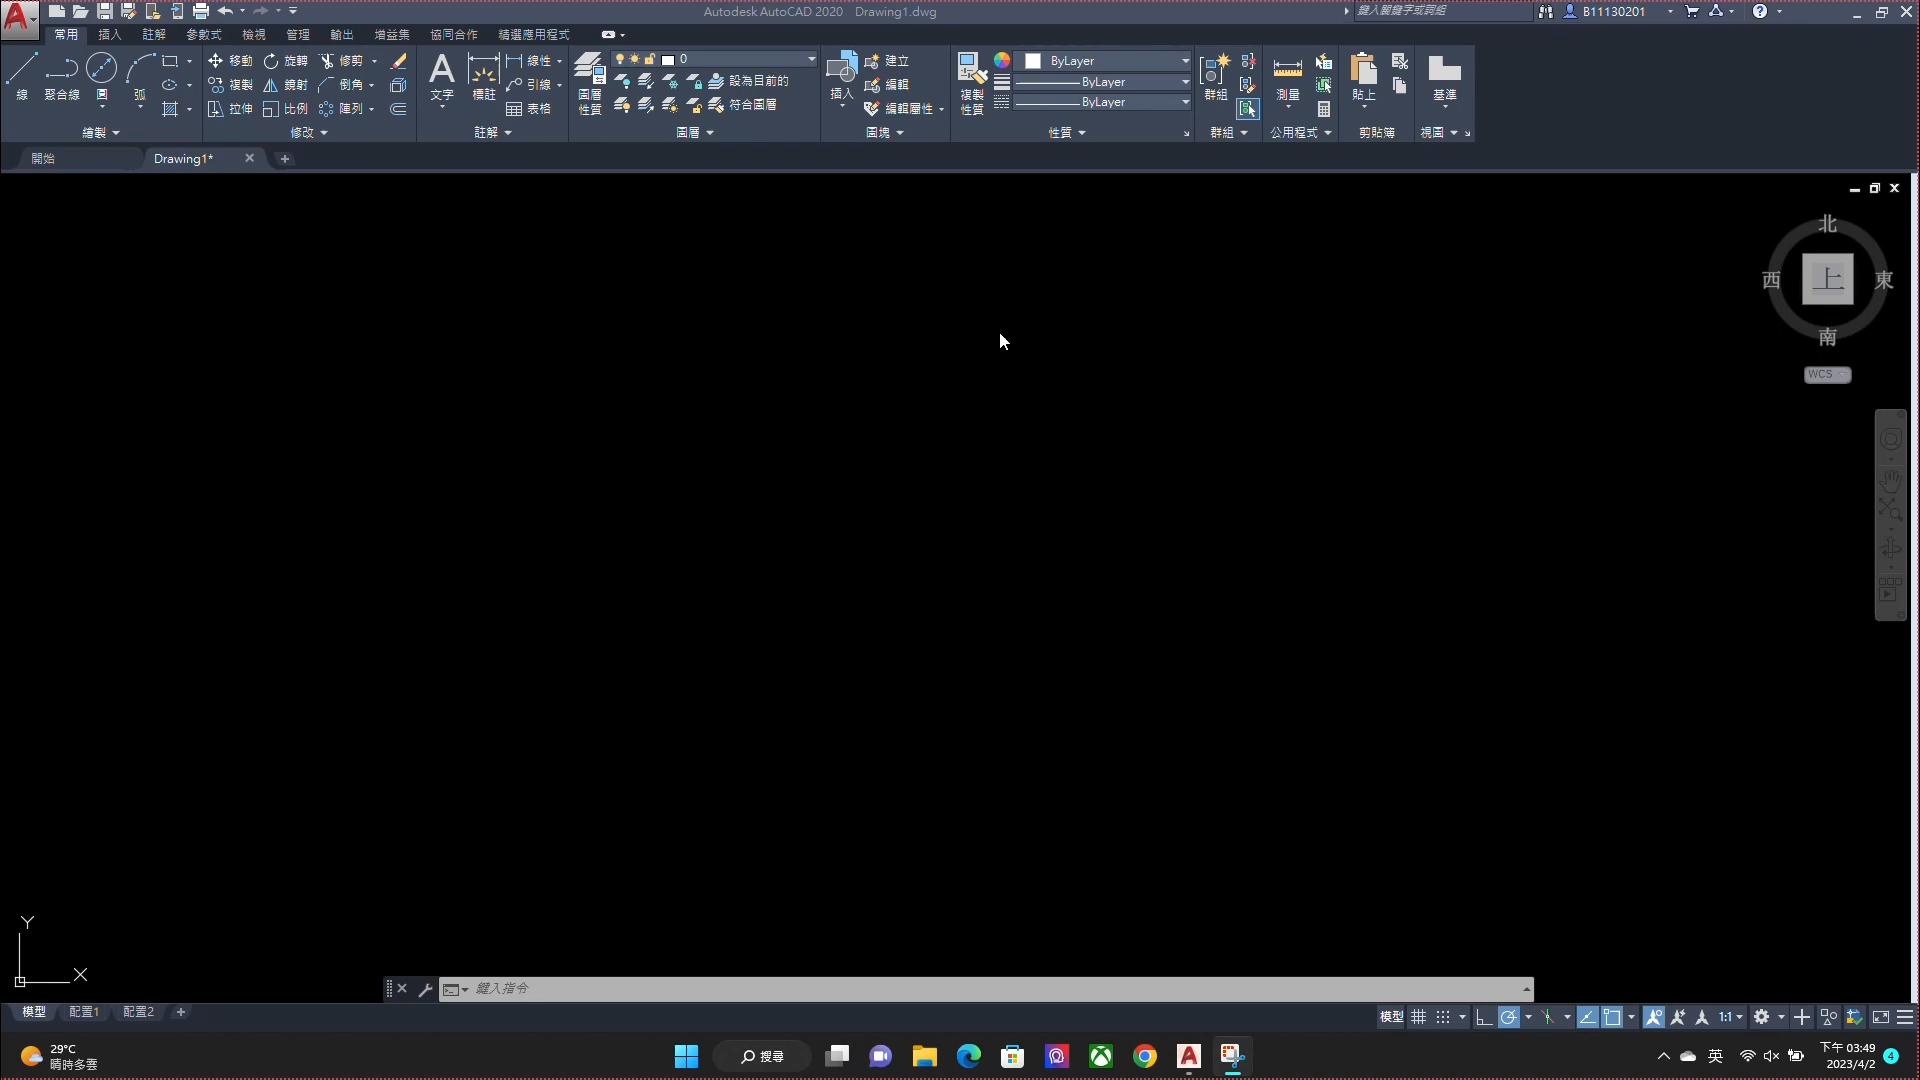 Autodesk AutoCAD 2020 Drawing1.dwg
鍵入關鍵字或詞組
B11130201
常用 插入 註解 參數式 檢視 管理 輸出 增益集 協同合作 精選應用程式
線 聚合線 圓 弧
移動 旋轉 修剪
複製 鏡射 倒角
拉伸 比例 陣列
文字 標註
線性
引線
表格
圖層
性質
0
設為目前的
符合圖層
插入
建立
編輯
編輯屬性
複製
性質
ByLayer
ByLayer
ByLayer
群組
測量
貼上
基準
繪製 修改 註解 圖層 圖塊 性質 群組 公用程式 剪貼簿 視圖
開始 Drawing1*
北
西 上 東
南
WCS
Y
X
鍵入指令
模型 配置1 配置2
模型 1:1
29°C
晴時多雲
搜尋
英
下午 03:49
2023/4/2
4